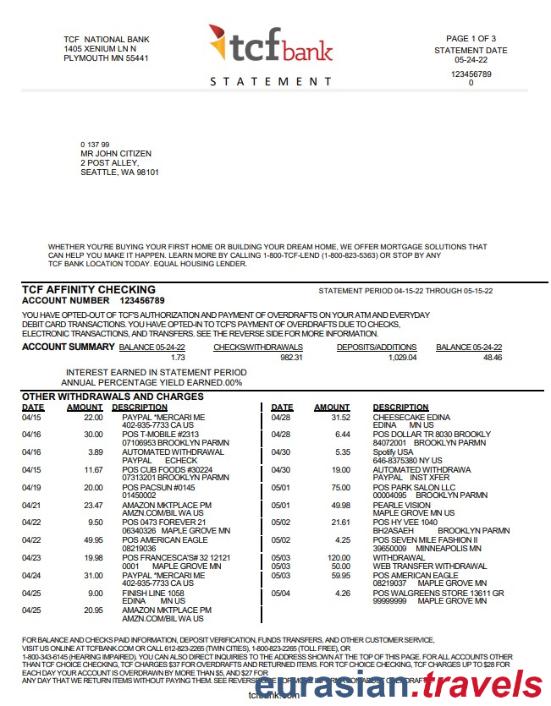 TCF NATIONAL BANK
1405 XENIUM LN N
PLYMOUTH MN 55441
tcfbank
STATEMENT
PAGE 1 OF 3
STATEMENT DATE
05-24-22
123456789
0
0 137 99
MR JOHN CITIZEN
2 POST ALLEY,
SEATTLE, WA 98101
WHETHER YOU'RE BUYING YOUR FIRST HOME OR BUILDING YOUR DREAM HOME, WE OFFER MORTGAGE SOLUTIONS THAT
CAN HELP YOU MAKE IT HAPPEN. LEARN MORE BY CALLING 1-800-TCF-LEND (1-800-823-5363) OR STOP BY ANY
TCF BANK LOCATION TODAY. EQUAL HOUSING LENDER.
TCF AFFINITY CHECKING STATEMENT PERIOD 04-15-22 THROUGH 05-15-22
ACCOUNT NUMBER 123456789
YOU HAVE OPTED-OUT OF TCF'S AUTHORIZATION AND PAYMENT OF OVERDRAFTS ON YOUR ATM AND EVERYDAY
DEBIT CARD TRANSACTIONS. YOU HAVE OPTED-IN TO TCF'S PAYMENT OF OVERDRAFTS DUE TO CHECKS,
ELECTRONIC TRANSACTIONS, AND TRANSFERS. SEE THE REVERSE SIDE FOR MORE INFORMATION.
ACCOUNT SUMMARY BALANCE 05-24-22 CHECKS/WITHDRAWALS DEPOSITS/ADDITIONS BALANCE 05-24-22
1.73 982.31 1,029.04 48.46
INTEREST EARNED IN STATEMENT PERIOD
ANNUAL PERCENTAGE YIELD EARNED.00%
OTHER WITHDRAWALS AND CHARGES
DATE AMOUNT DESCRIPTION
04/15 22.00 PAYPAL *MERCARI ME
402-935-7733 CA US
04/16 30.00 POS T-MOBILE #2313
07106953 BROOKLYN PARMN
04/16 3.89 AUTOMATED WITHDRAWAL
PAYPAL ECHECK
04/15 11.67 POS CUB FOODS #30224
07313201 BROOKLYN PARMN
04/19 20.00 POS PACSUN #0145
01450002
04/21 23.47 AMAZON MKTPLACE PM
AMZN.COM/BIL WA US
04/22 9.50 POS 0473 FOREVER 21
06340326 MAPLE GROVE MN
04/22 49.95 POS AMERICAN EAGLE
08219036
04/23 19.98 POS FRANCESCA'S# 32 12121
0001 MAPLE GROVE MN
04/24 31.00 PAYPAL *MERCARI ME
402-935-7733 CA US
04/25 9.00 FINISH LINE 1058
EDINA MN US
04/25 20.95 AMAZON MKTPLACE PM
AMZN.COM/BIL WA US
DATE AMOUNT DESCRIPTION
04/28 31.52 CHEESECAKE EDINA
EDINA MN US
04/28 6.44 POS DOLLAR TR 8030 BROOKLY
84072001 BROOKLYN PARMN
04/30 5.35 Spotify USA
646-8375380 NY US
04/30 19.00 AUTOMATED WITHDRAWA
PAYPAL INST XFER
05/01 75.00 POS PARK SALON LLC
00004095 BROOKLYN PARMN
05/01 49.98 PEARLE VISION
MAPLE GROVE MN US
05/02 21.61 POS HY VEE 1040
BH2ASAEH BROOKLYN PARMN
05/02 4.25 POS SEVEN MILE FASHION II
39650009 MINNEAPOLIS MN
05/03 120.00 WITHDRAWAL
05/03 50.00 WEB TRANSFER WITHDRAWAL
05/03 59.95 POS AMERICAN EAGLE
08219037 MAPLE GROVE MN
05/04 4.26 POS WALGREENS STORE 13611 GR
99999999 MAPLE GROVE MN
FOR BALANCE AND CHECKS PAID INFORMATION, DEPOSIT VERIFICATION, FUNDS TRANSFERS, AND OTHER CUSTOMER SERVICE,
VISIT US ONLINE AT TCFBANK.COM OR CALL 612-823-2265 (TWIN CITIES), 1-800-823-2265 (TOLL FREE), OR
1-800-343-6145 (HEARING IMPAIRED). YOU CAN ALSO DIRECT INQUIRIES TO THE ADDRESS SHOWN AT THE TOP OF THIS PAGE. FOR ALL ACCOUNTS OTHER
THAN TCF CHOICE CHECKING, TCF CHARGES $37 FOR OVERDRAFTS AND RETURNED ITEMS. FOR TCF CHOICE CHECKING, TCF CHARGES UP TO $28 FOR
EACH DAY YOUR ACCOUNT IS OVERDRAWN BY MORE THAN $5, AND $27 FOR
ANY DAY THAT WE RETURN ITEMS WITHOUT PAYING THEM. SEE REVERSE
eurasian.travels